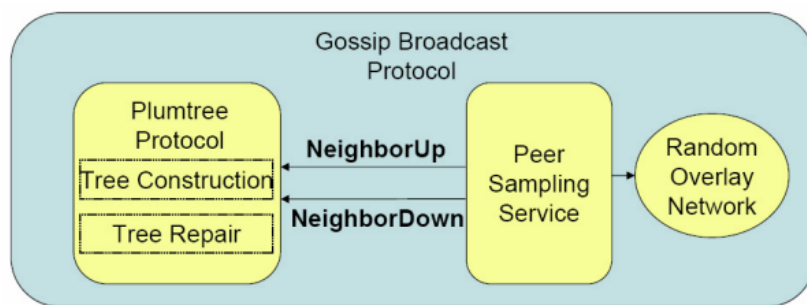 Gossip Broadcast
Protocol
Plumtree
Protocol
Tree Construction
Tree Repair
NeighborUp
NeighborDown
Peer
Sampling
Service
Random
Overlay
Network